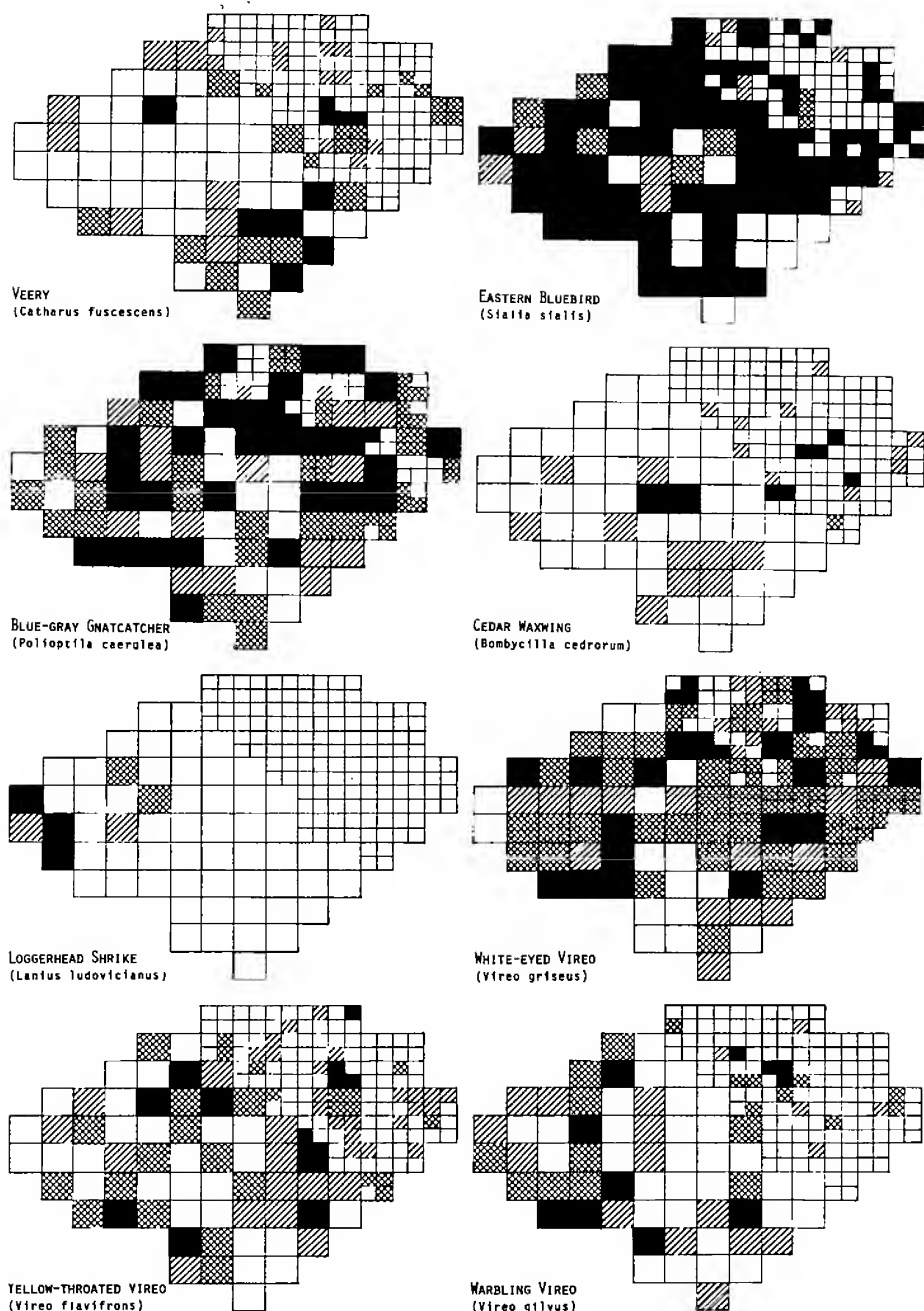 VEERY
(Catharus fuscescens)
EASTERN BLUEBIRD
(Sialia sialis)
BLUE-GRAY GNATCATCHER
(Polioptila caerglea)
CEDAR WAXWING
(Bombycilla cedrorum)
LOGGERHEAD SHRIKE
(Lanius ludovicianus)
WHITE-EYED VIREO
(Vireo griseus)
YELLOW-THROATED VIREO
(Vireo flavifrons)
WARBLING VIREO
(Vireo gilvus)